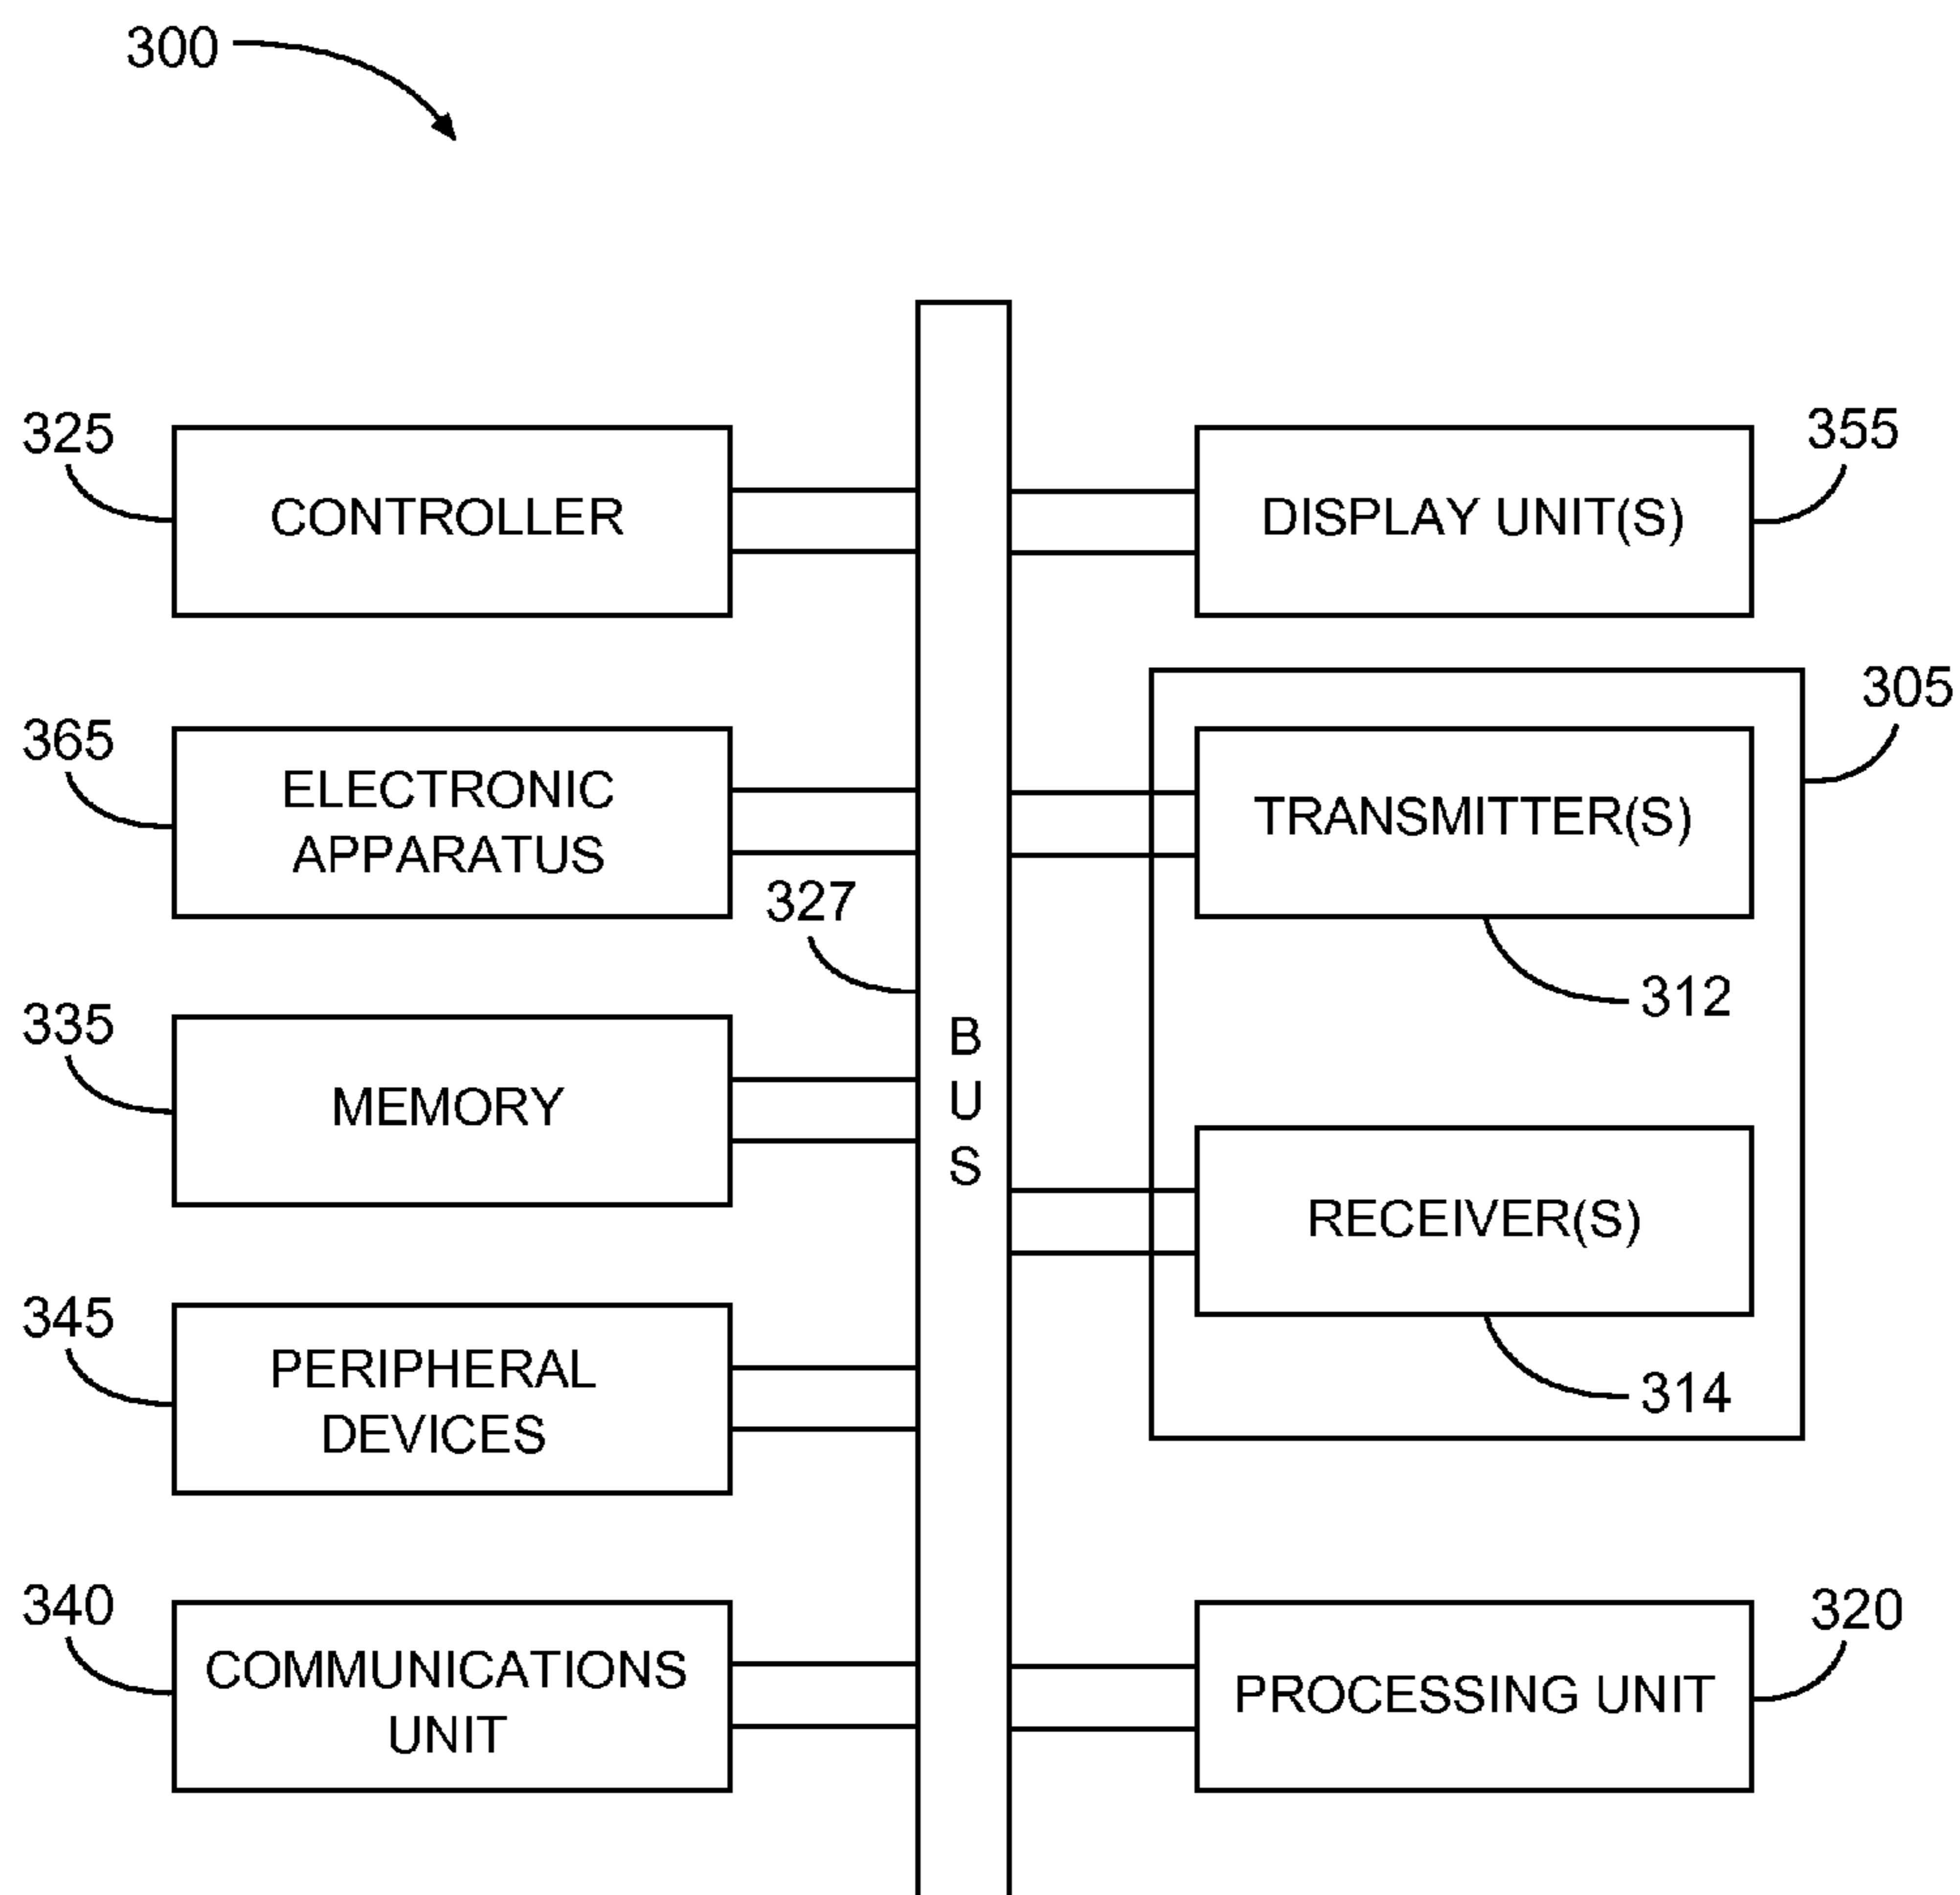 300
325
CONTROLLER
DISPLAY UNIT(S)
355
305
365
ELECTRONIC
APPARATUS
TRANSMITTER(S)
327
312
335
MEMORY
B
U
S
RECEIVER(S)
314
345
PERIPHERAL
DEVICES
340
COMMUNICATIONS
UNIT
PROCESSING UNIT
320